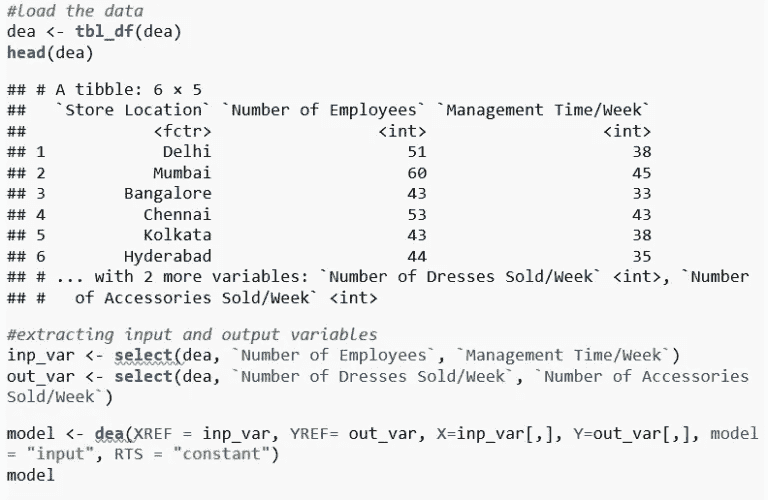 #load the data
dea <- tbl_df(dea)
head(dea)
## # A tibble: 6 × 5
##   `Store Location` `Number of Employees` `Management Time/Week`
##             <fctr>                 <int>                  <int>
## 1            Delhi                    51                     38
## 2           Mumbai                    60                     45
## 3        Bangalore                    43                     33
## 4          Chennai                    53                     43
## 5          Kolkata                    43                     38
## 6        Hyderabad                    44                     35
## # ... with 2 more variables: `Number of Dresses Sold/Week` <int>, `Number
## #   of Accessories Sold/Week` <int>
#extracting input and output variables
inp_var <- select(dea, `Number of Employees`, `Management Time/Week`)
out_var <- select(dea, `Number of Dresses Sold/Week`, `Number of Accessories
Sold/Week`)
model <- dea(XREF = inp_var, YREF= out_var, X=inp_var[,], Y=out_var[,], model
= "input", RTS = "constant")
model